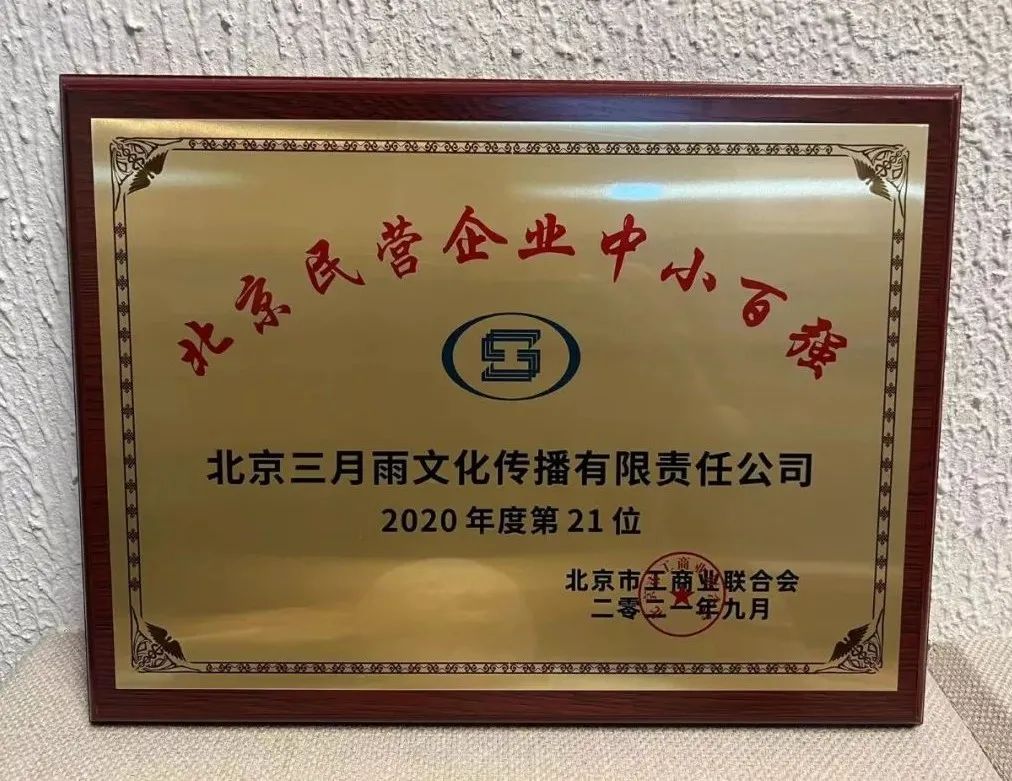 北京民营企业中小百强
北京三月雨文化传播有限责任公司
2020年度第21位
北京市工商业联合会
二零二一年九月